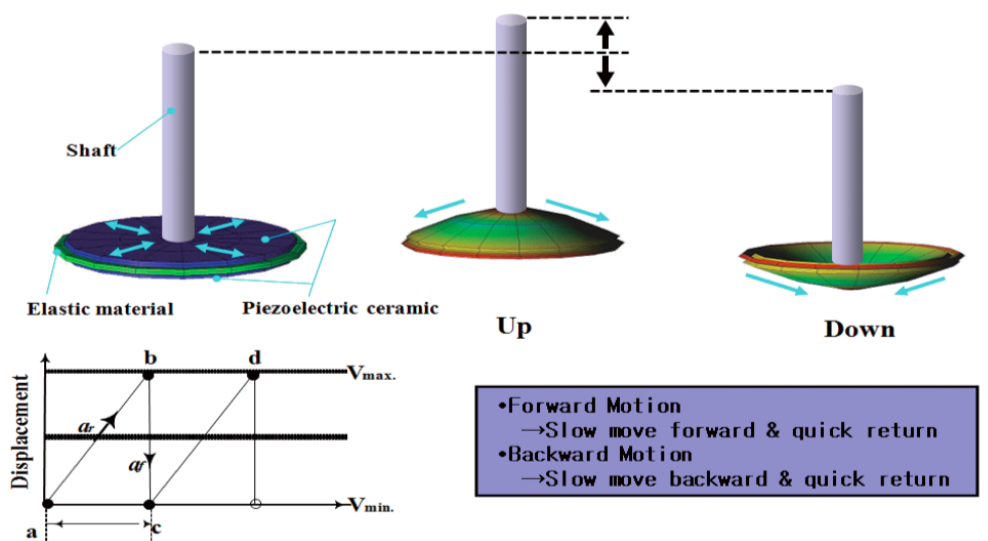 Shaft
Elastic material
Piezoelectric ceramic
Up
Down
Displacement
b
d
Vmax.
ar
af
Vmin.
a
c
•Forward Motion
→Slow move forward & quick return
•Backward Motion
→Slow move backward & quick return